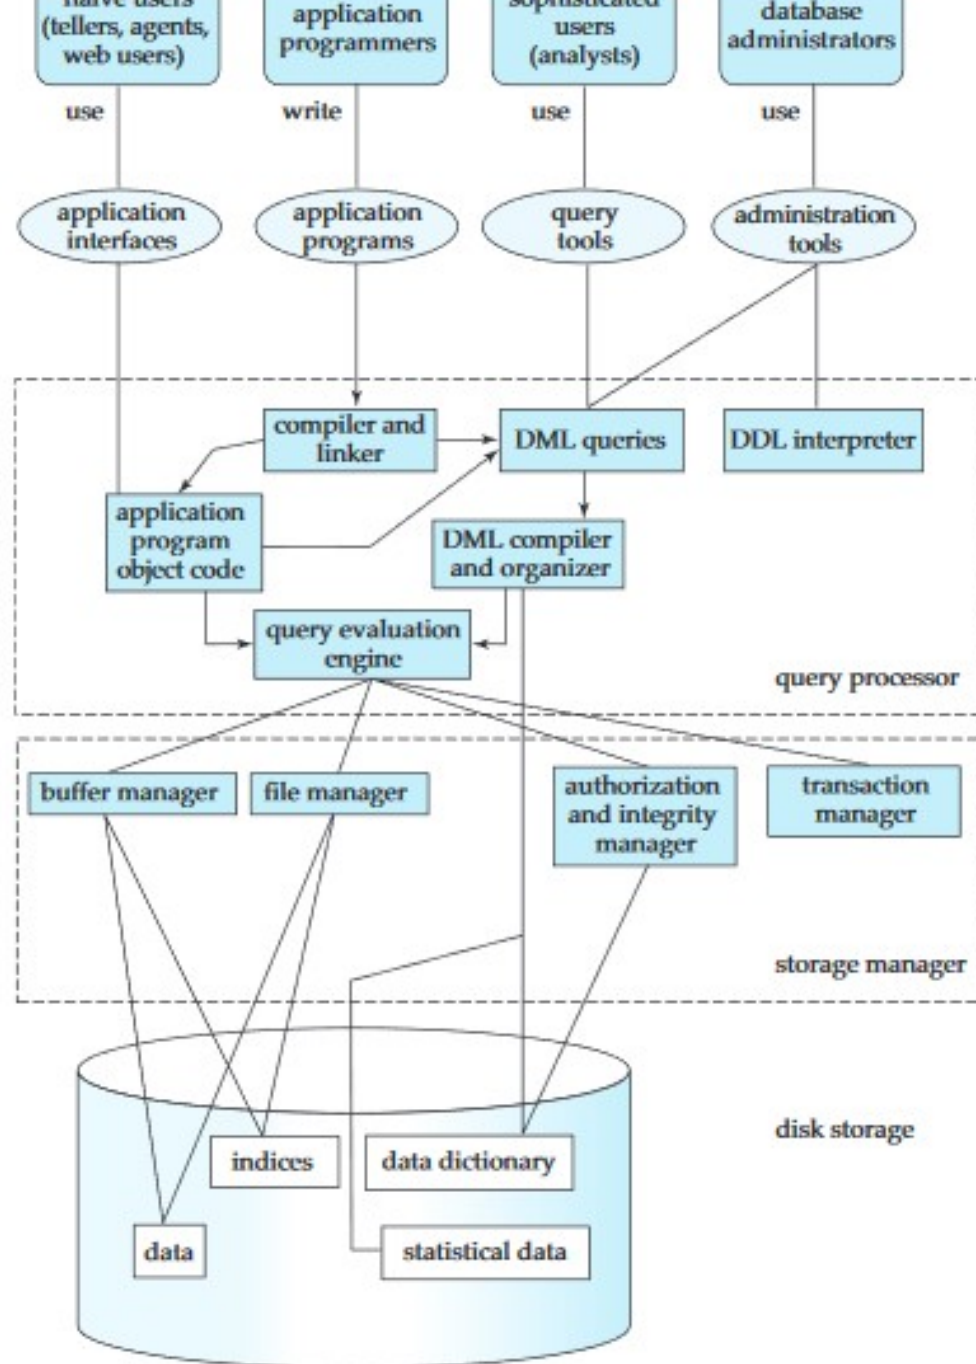 naive users
(tellers, agents,
web users)
application
programmers
sophisticated
users
(analysts)
database
administrators
use
write
use
use
application
interfaces
application
programs
query
tools
administration
tools
compiler and
linker
DML queries
DDL interpreter
application
program
object code
DML compiler
and organizer
query evaluation
engine
query processor
buffer manager
file manager
authorization
and integrity
manager
transaction
manager
storage manager
disk storage
indices
data dictionary
data
statistical data